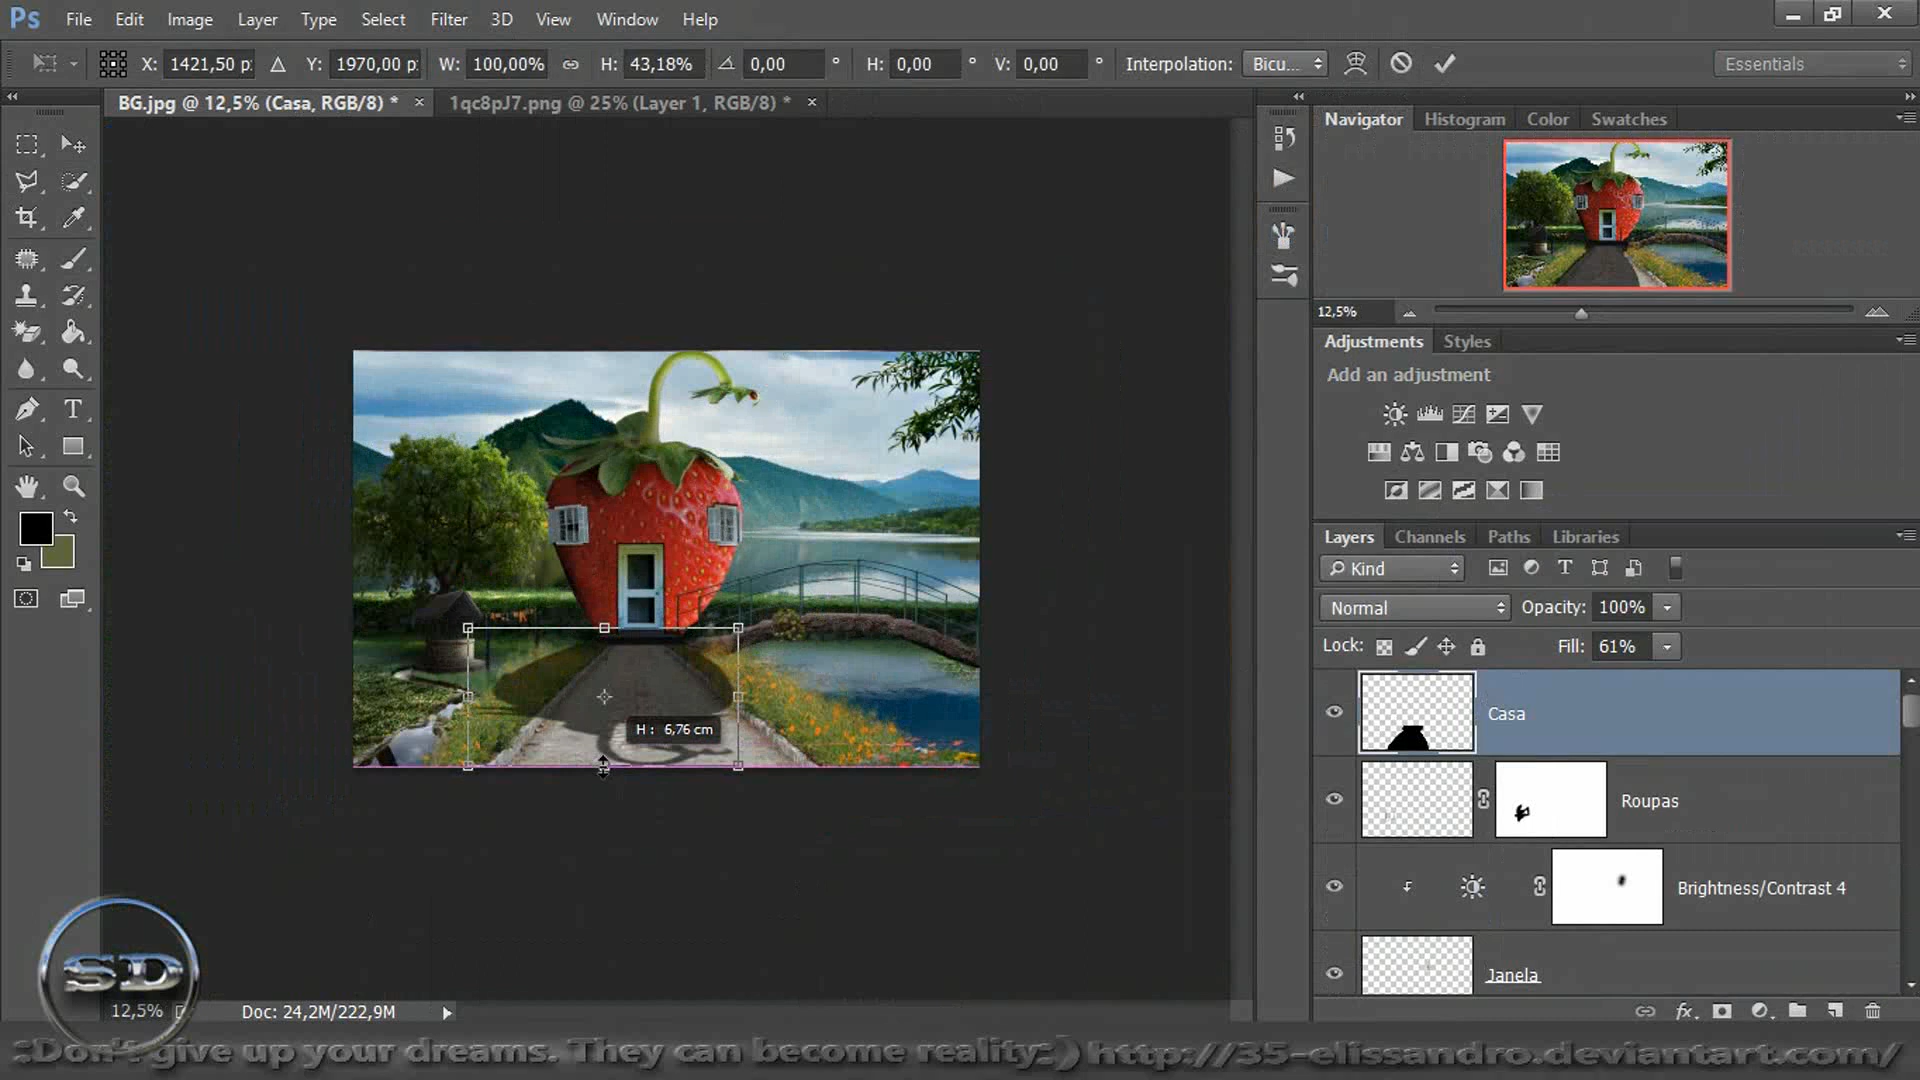 Ps File Edit Image Layer Type Select Filter 3D View Window Help
X: 1421,50 p: Y: 1970,00 p: W: 100,00% H: 43,18% 0,00 ° H: 0,00 ° V: 0,00 ° Interpolation: Bicu... Essentials
BG.jpg @ 12,5% (Casa, RGB/8) * × 1qc8pJ7.png @ 25% (Layer 1, RGB/8) * ×
Navigator Histogram Color Swatches
12,5%
Adjustments Styles
Add an adjustment
Layers Channels Paths Libraries
Kind
Normal Opacity: 100%
Lock: Fill: 61%
Casa
Roupas
Brightness/Contrast 4
Janela
H : 6,76 cm
SD
12,5% Doc: 24,2M/222,9M
::Don't give up your dreams. They can become reality:;) http://35-elissandro.deviantart.com/